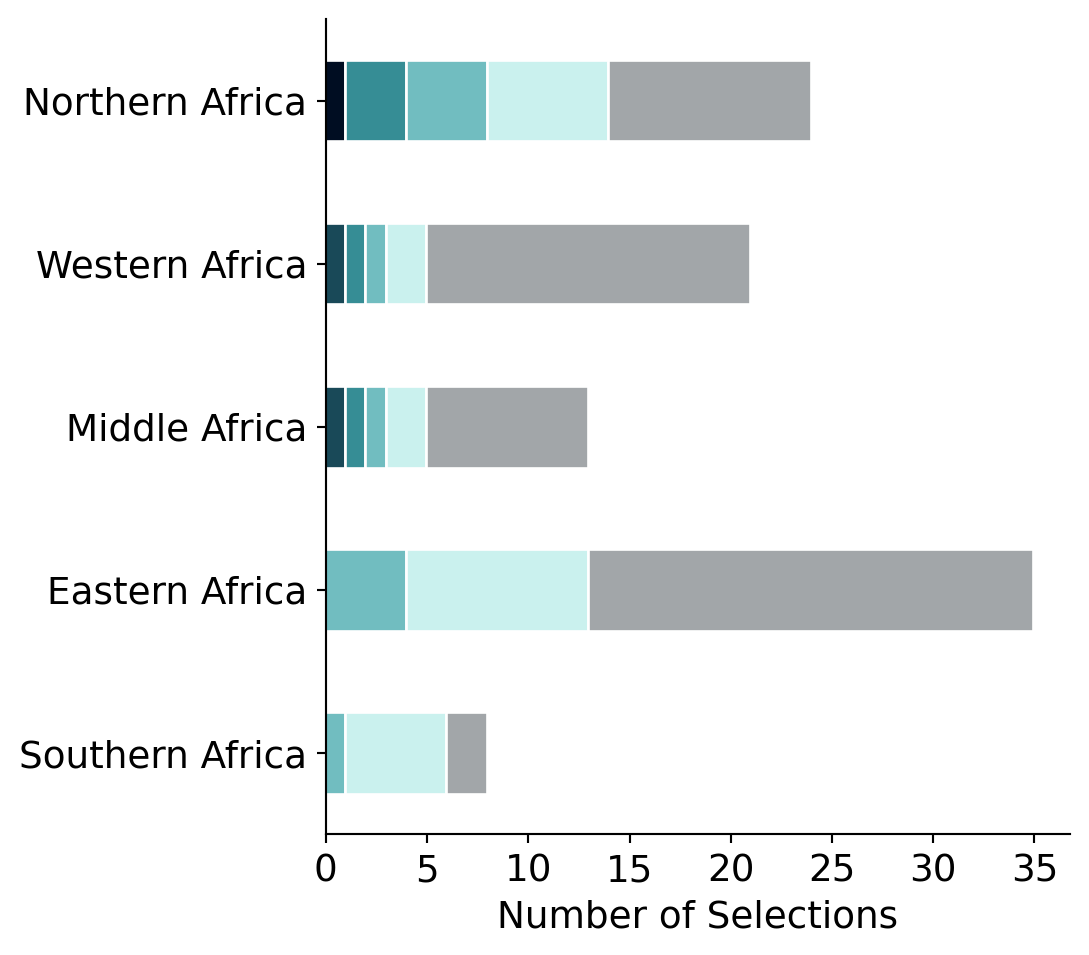 Northern Africa
Western Africa
Middle Africa
Eastern Africa
Southern Africa
0 5 10 15 20 25 30 35
Number of Selections